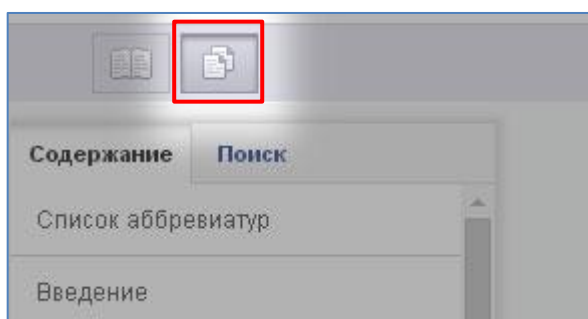 Содержание Поиск
Список аббревиатур
Введение